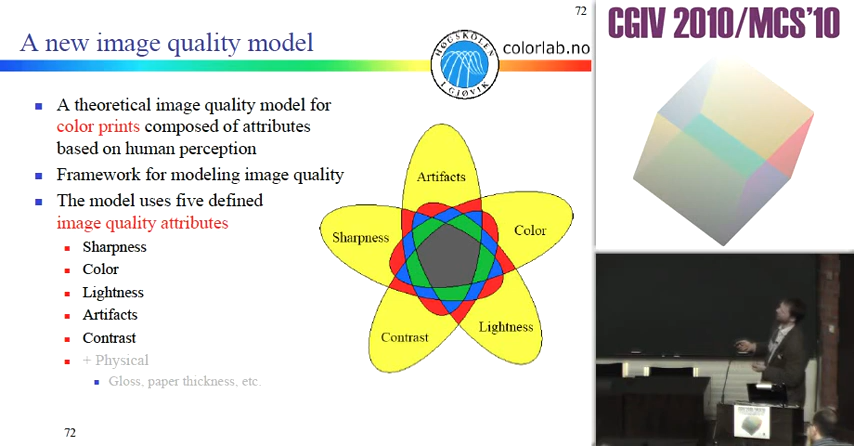 72
A new image quality model
HØGSKOLEN
I GJØVIK
colorlab.no
CGIV 2010/MCS'10
A theoretical image quality model for
color prints composed of attributes
based on human perception
Framework for modeling image quality
The model uses five defined
image quality attributes
Sharpness
Color
Lightness
Artifacts
Contrast
+ Physical
Gloss, paper thickness, etc.
Artifacts
Sharpness
Color
Contrast
Lightness
72